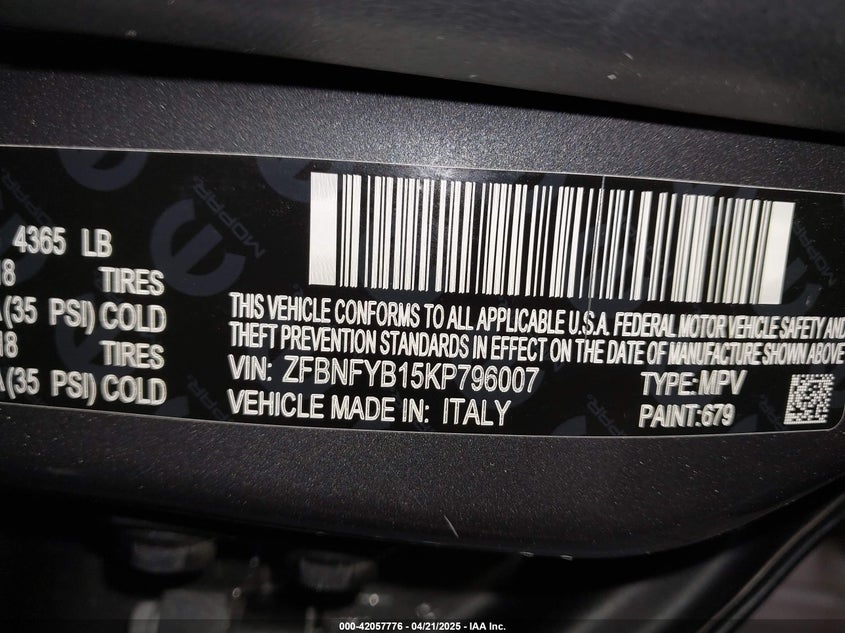 MOPAR
MOPAR
4365 LB
18 TIRES
(35 PSI) COLD
18 TIRES
(35 PSI) COLD
THIS VEHICLE CONFORMS TO ALL APPLICABLE U.S.A. FEDERAL MOTOR VEHICLE SAFETY AND
THEFT PREVENTION STANDARDS IN EFFECT ON THE DATE OF MANUFACTURE SHOWN ABOVE
VIN: ZFBNFYB15KP796007 TYPE:MPV
VEHICLE MADE IN: ITALY PAINT:679
000-42057776 - 04/21/2025 - IAA Inc.